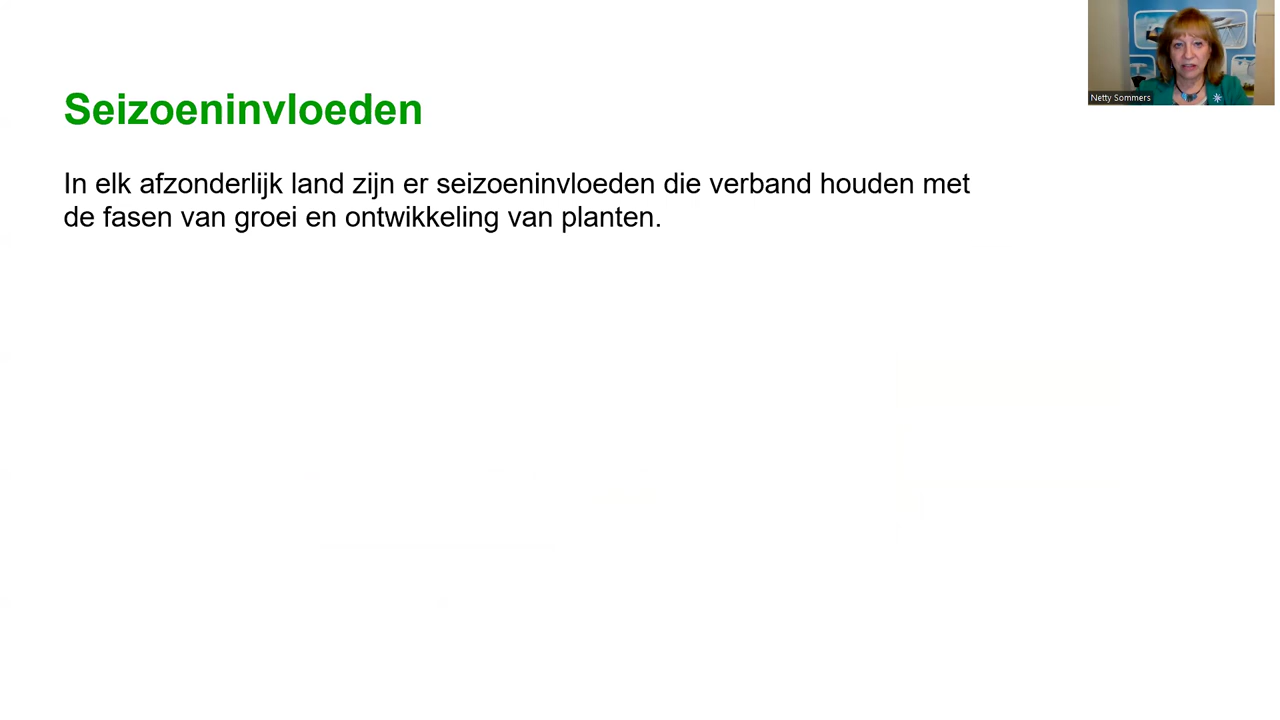 Seizoeninvloeden
In elk afzonderlijk land zijn er seizoeninvloeden die verband houden met
de fasen van groei en ontwikkeling van planten.
Netty Sommers